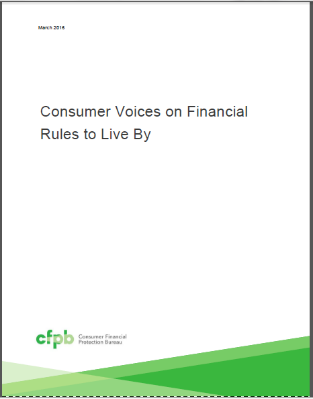 March 2016
Consumer Voices on Financial
Rules to Live By
cfpb
Consumer Financial
Protection Bureau